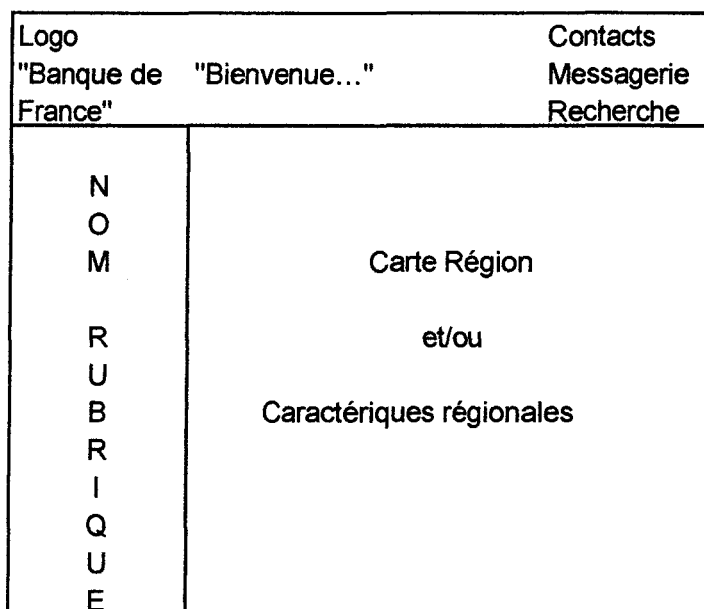 Logo
"Banque de
France"
"Bienvenue..."
Contacts
Messagerie
Recherche
N
O
M
R
U
B
R
I
Q
U
E
Carte Région
et/ou
Caractériques régionales